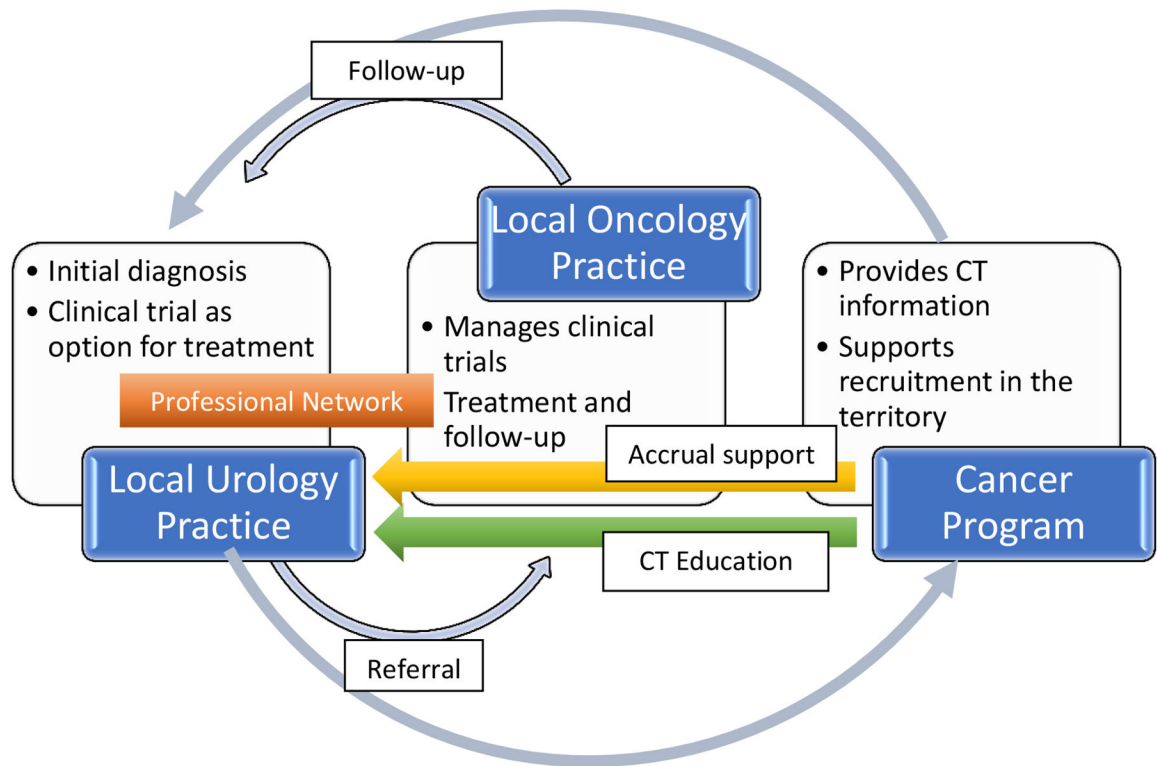 Follow-up
Local Oncology
Practice
• Initial diagnosis
• Clinical trial as
option for treatment
• Manages clinical
trials
Treatment and
follow-up
• Provides CT
information
• Supports
recruitment in the
territory
Professional Network
Accrual support
Local Urology
Practice
Cancer
Program
CT Education
Referral